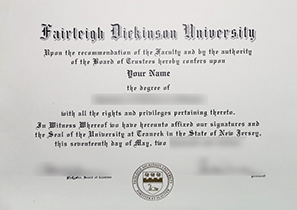 Fairleigh Dickinson University
Upon the recommendation of the Faculty and by the authority
of the Board of Trustees hereby confers upon
Your Name
the degree of
with all the rights and privileges pertaining thereto.
In Witness Whereof we have hereunto affixed our signatures and
the Seal of the University at Teaneck in the State of New Jersey,
this seventeenth day of May, two